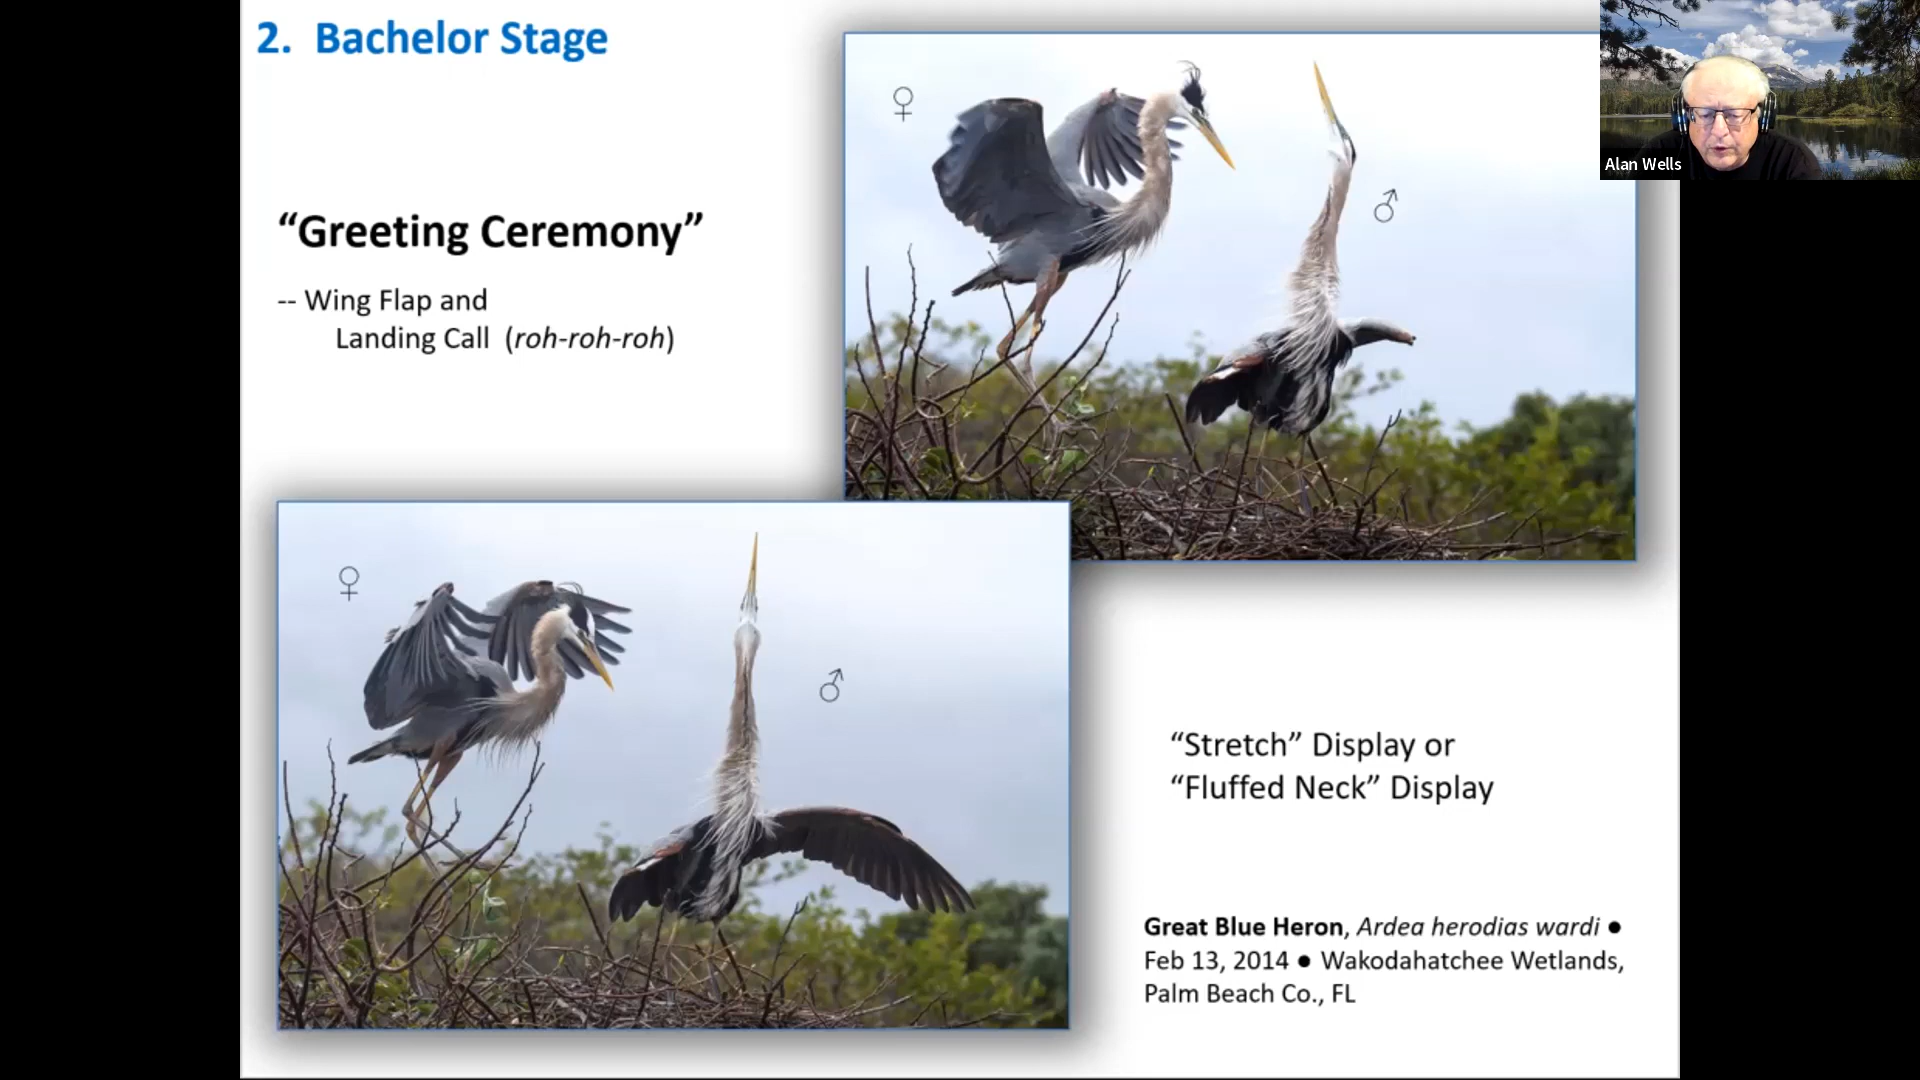 2. Bachelor Stage
♀
♂
Alan Wells
“Greeting Ceremony”
-- Wing Flap and
Landing Call (roh-roh-roh)
♀
♂
“Stretch” Display or
“Fluffed Neck” Display
Great Blue Heron, Ardea herodias wardi ●
Feb 13, 2014 ● Wakodahatchee Wetlands,
Palm Beach Co., FL